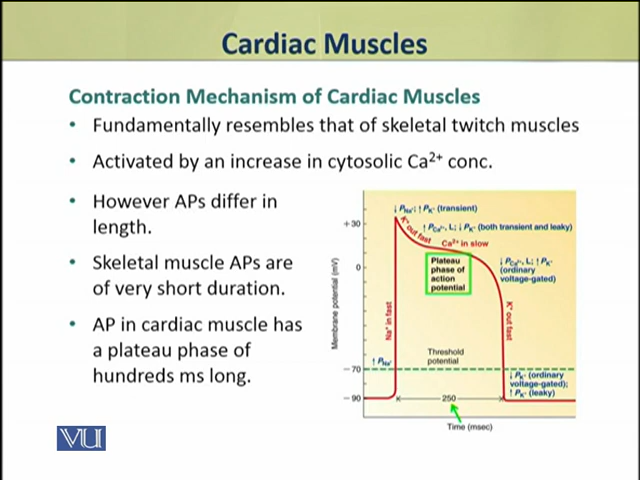 Cardiac Muscles
Contraction Mechanism of Cardiac Muscles
• Fundamentally resembles that of skeletal twitch muscles
• Activated by an increase in cytosolic Ca²⁺ conc.
• However APs differ in
length.
• Skeletal muscle APs are
of very short duration.
• AP in cardiac muscle has
a plateau phase of
hundreds ms long.
↓ P Na⁺; ↑ P K⁺ (transient)
↑ P Ca²⁺, L; ↓ P K⁺ (both transient and leaky)
K⁺ out fast
Ca²⁺ in slow
+30
0
−70
−90
Membrane potential (mV)
Plateau
phase of
action
potential
↓ P Ca²⁺, L; ↑ P K⁺
(ordinary
voltage-gated)
Na⁺ in fast
K⁺ out fast
↑ P Na⁺
Threshold
potential
↓ P K⁺ (ordinary
voltage-gated);
↑ P K⁺ (leaky)
250
Time (msec)
VU